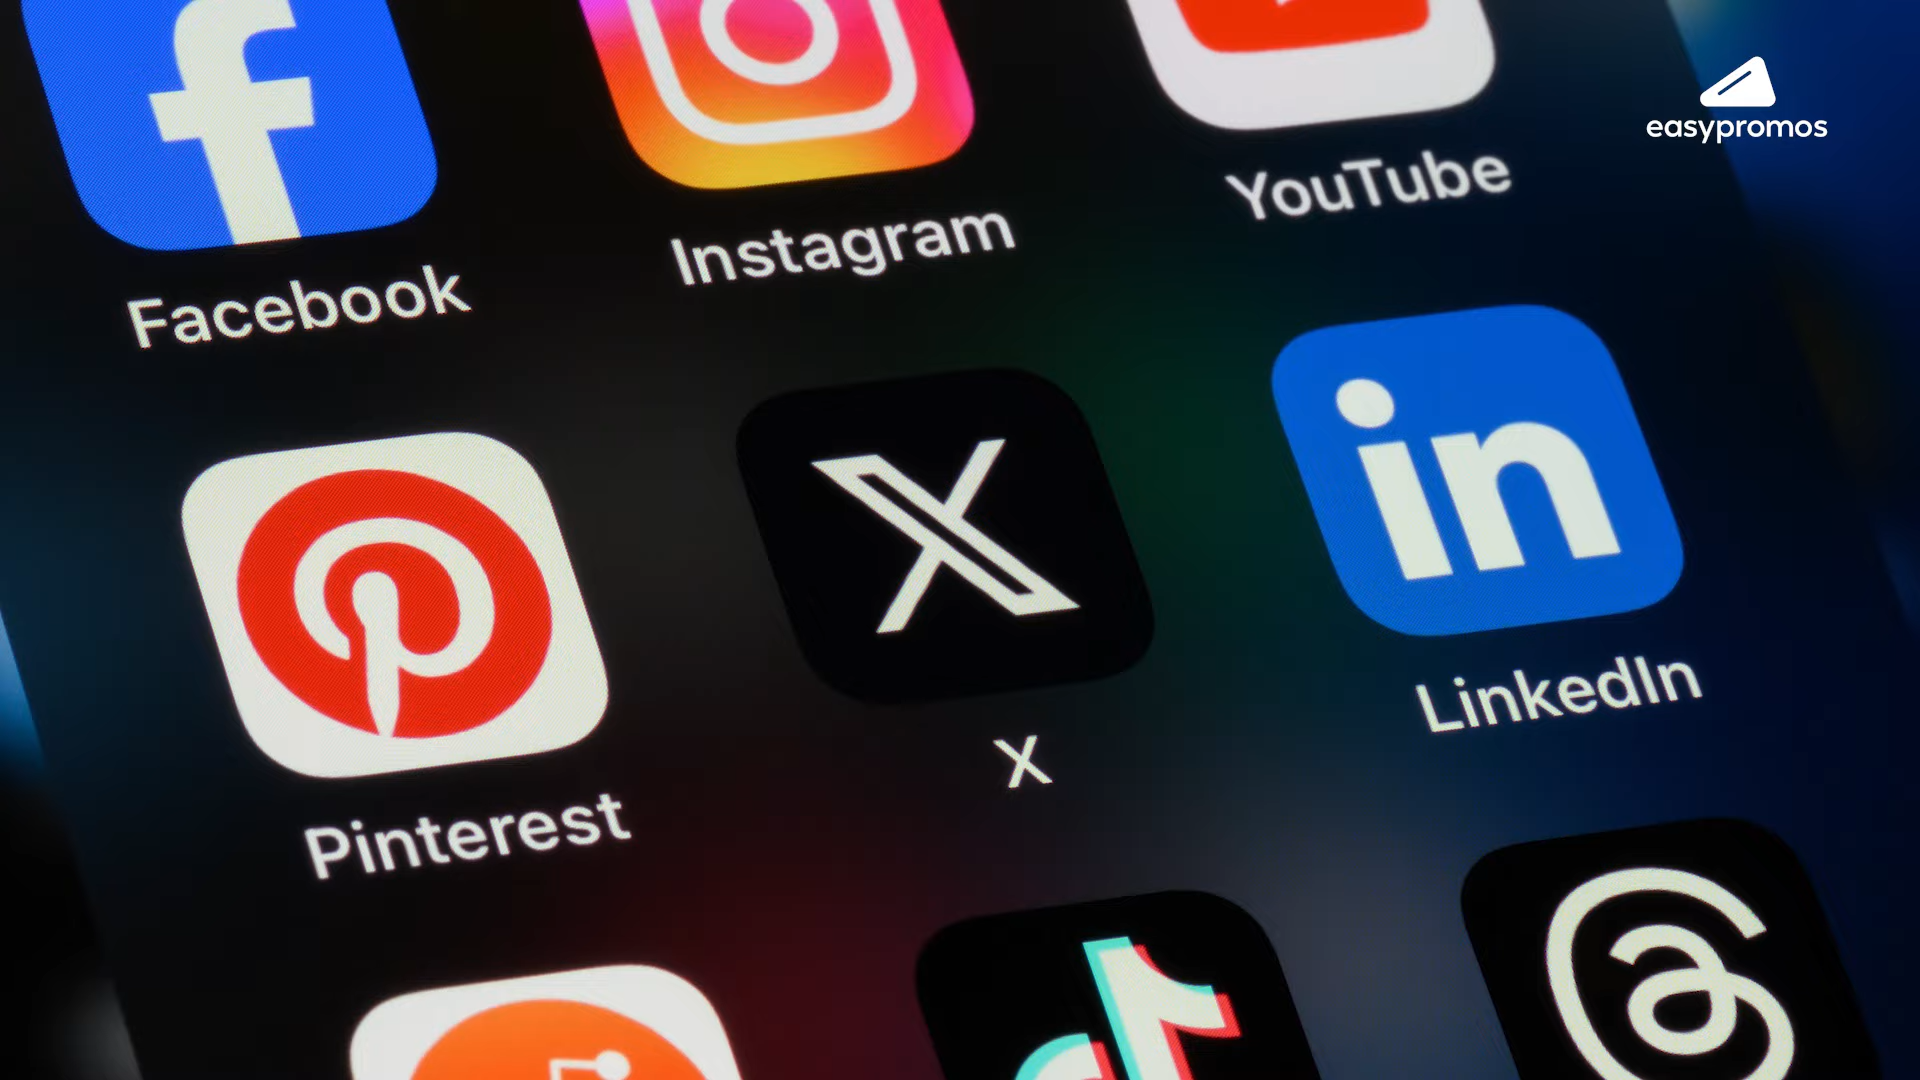 easypromos
Facebook
Instagram
YouTube
Pinterest
X
LinkedIn